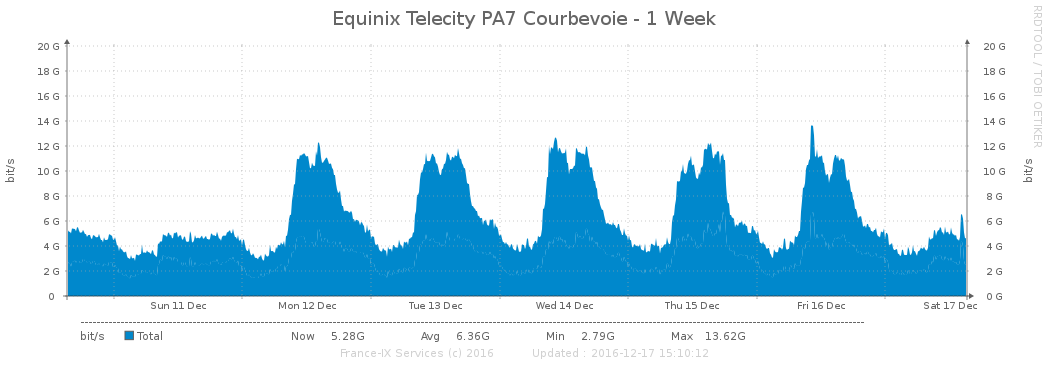 Equinix Telecity PA7 Courbevoie - 1 Week
RRDTOOL / TOBI OETIKER
bit/s
20 G 20 G
18 G 18 G
16 G 16 G
14 G 14 G
12 G 12 G
10 G 10 G
8 G 8 G
6 G 6 G
4 G 4 G
2 G 2 G
0 0 G
bit/s
Sun 11 Dec Mon 12 Dec Tue 13 Dec Wed 14 Dec Thu 15 Dec Fri 16 Dec Sat 17 Dec
bit/s Total Now 5.28G Avg 6.36G Min 2.79G Max 13.62G
France-IX Services (c) 2016 Updated : 2016-12-17 15:10:12